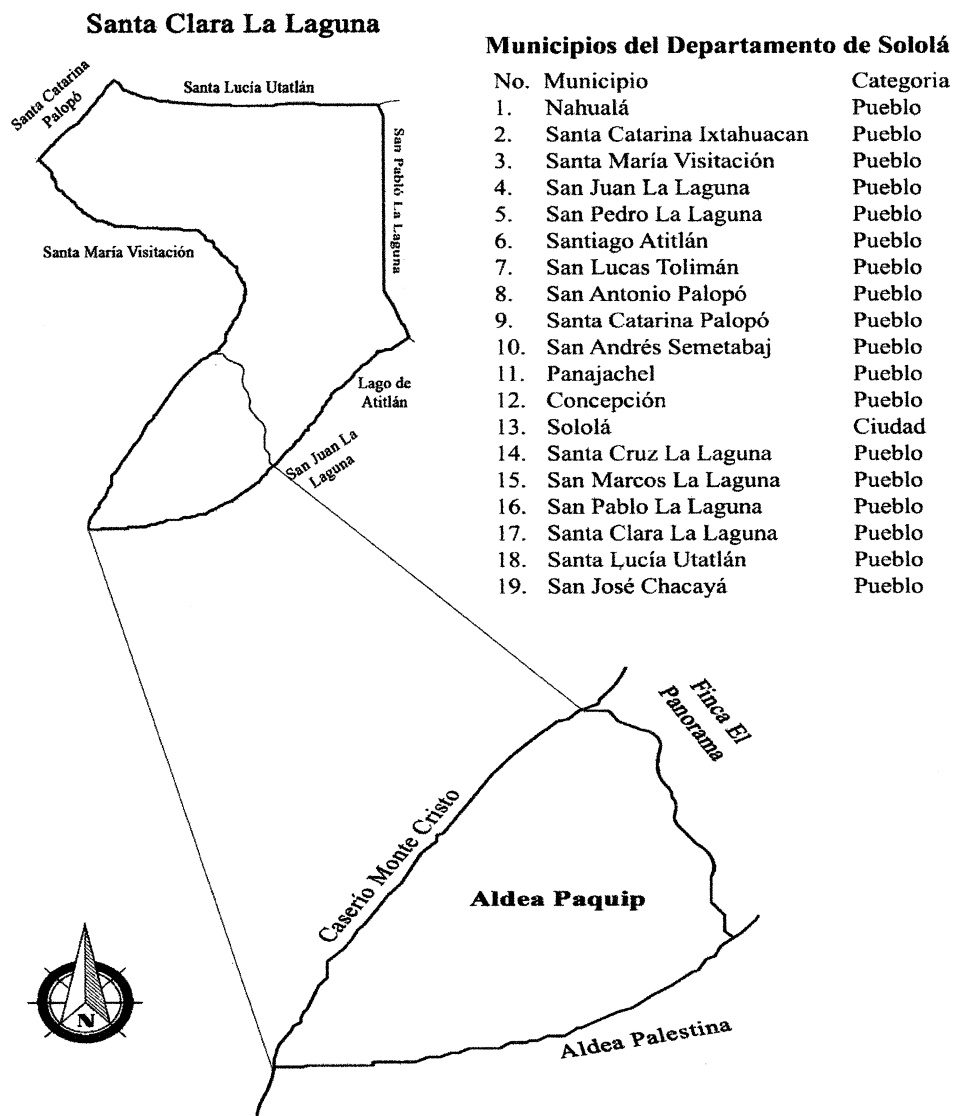 Santa Clara La Laguna
Santa Catarina
Palopó
Santa Lucía Utatlán
San Pabló La Laguna
Santa María Visitación
Lago de
Atitlán
San Juan La
Laguna
Municipios del Departamento de Sololá
No. Municipio Categoria
1. Nahualá Pueblo
2. Santa Catarina Ixtahuacan Pueblo
3. Santa María Visitación Pueblo
4. San Juan La Laguna Pueblo
5. San Pedro La Laguna Pueblo
6. Santiago Atitlán Pueblo
7. San Lucas Tolimán Pueblo
8. San Antonio Palopó Pueblo
9. Santa Catarina Palopó Pueblo
10. San Andrés Semetabaj Pueblo
11. Panajachel Pueblo
12. Concepción Pueblo
13. Sololá Ciudad
14. Santa Cruz La Laguna Pueblo
15. San Marcos La Laguna Pueblo
16. San Pablo La Laguna Pueblo
17. Santa Clara La Laguna Pueblo
18. Santa Lucía Utatlán Pueblo
19. San José Chacayá Pueblo
Finca El
Panorama
Caserío Monte Cristo
Aldea Paquip
Aldea Palestina
N